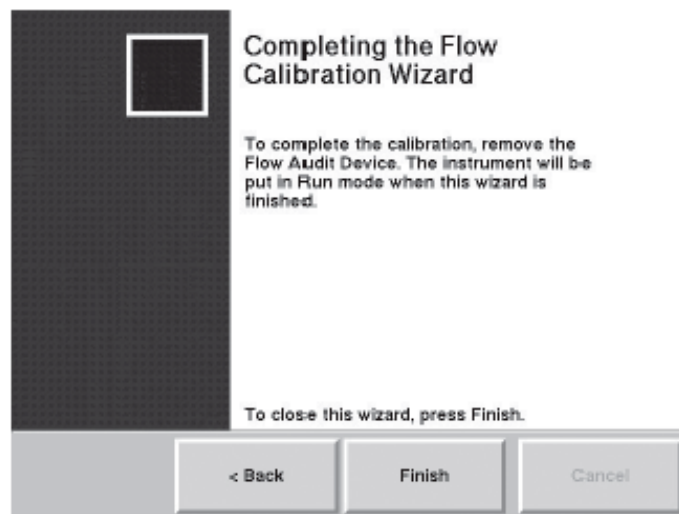 Completing the Flow
Calibration Wizard
To complete the calibration, remove the
Flow Audit Device. The instrument will be
put in Run mode when this wizard is
finished.
To close this wizard, press Finish.
< Back
Finish
Cancel